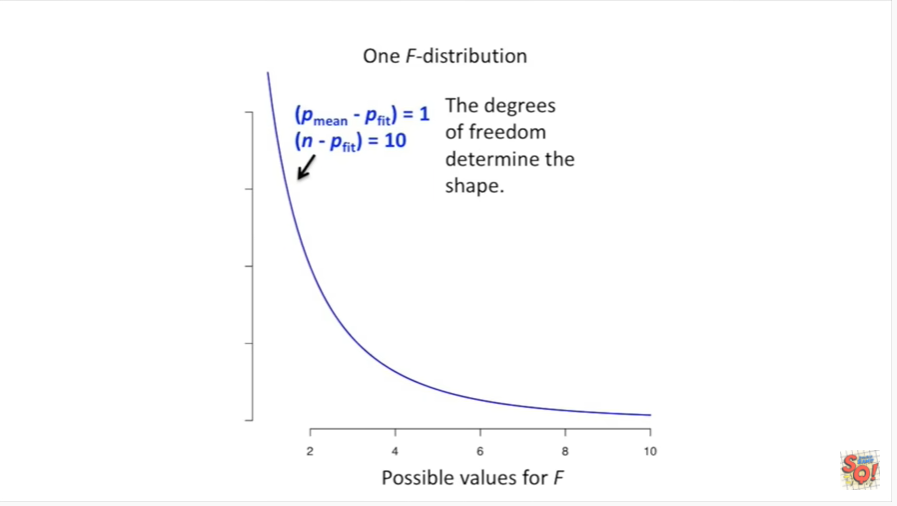 One F-distribution
(pmean - pfit) = 1
(n - pfit) = 10
The degrees
of freedom
determine the
shape.
2 4 6 8 10
Possible values for F
SQ!